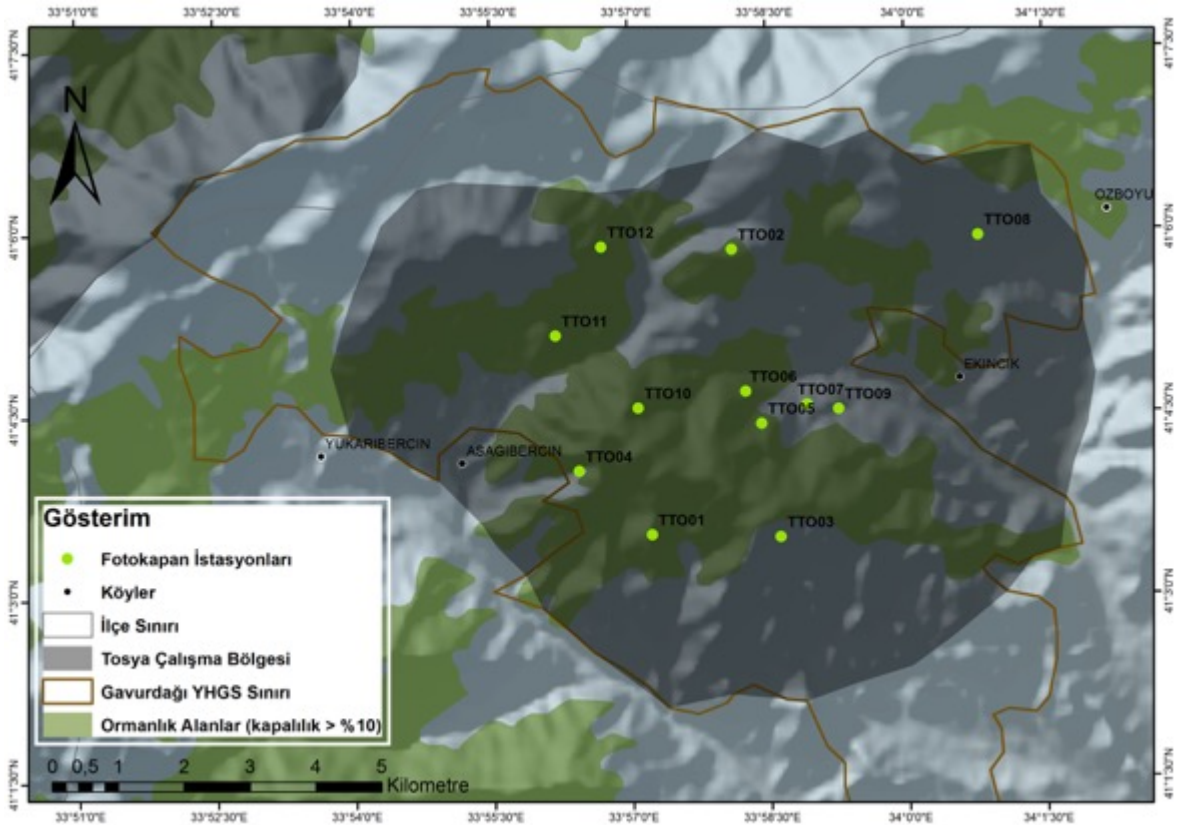 33°51'0"E 33°52'30"E 33°54'0"E 33°55'30"E 33°57'0"E 33°58'30"E 34°0'0"E 34°1'30"E
41°7'30"N 41°7'30"N
N
OZBOYU
TTO12 TTO02 TTO08
41°6'0"N 41°6'0"N
TTO11
EKINCIK
TTO06
TTO10 TTO07 TTO09
TTO05
41°4'30"N 41°4'30"N
YUKARIBERCIN ASAGIBERCIN
TTO04
TTO01 TTO03
41°3'0"N 41°3'0"N
Gösterim
Fotokapan İstasyonları
Köyler
İlçe Sınırı
Tosya Çalışma Bölgesi
Gavurdağı YHGS Sınırı
Ormanlık Alanlar (kapalılık > %10)
0 0,5 1 2 3 4 5
Kilometre
41°1'30"N 41°1'30"N
33°51'0"E 33°52'30"E 33°54'0"E 33°55'30"E 33°57'0"E 33°58'30"E 34°0'0"E 34°1'30"E